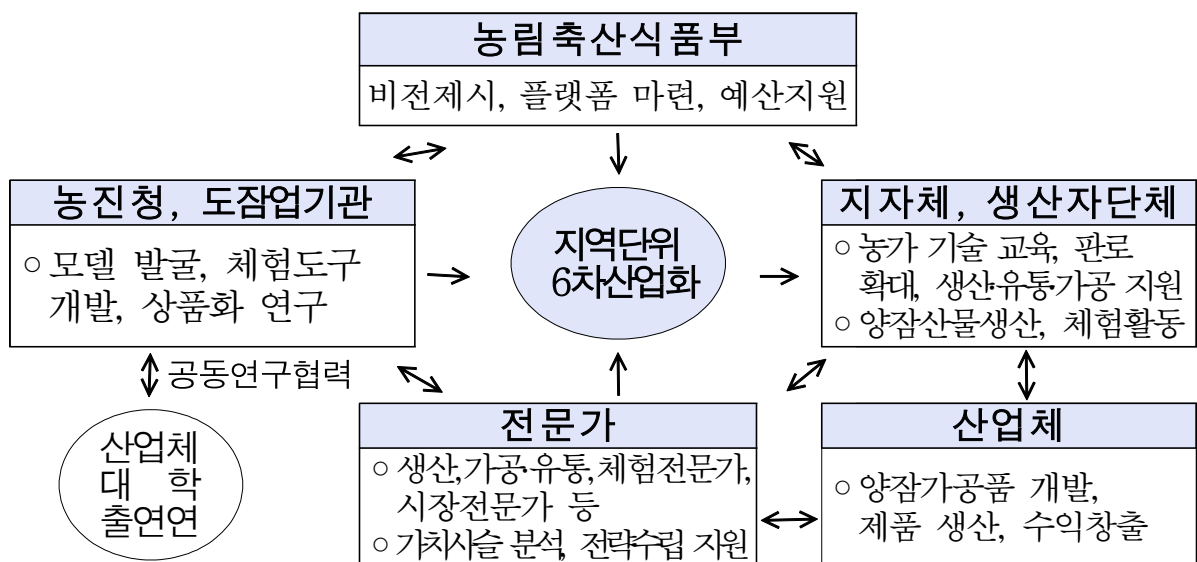 농림축산식품부
비전제시, 플랫폼 마련, 예산지원
농진청, 도잠업기관
○ 모델 발굴, 체험도구
개발, 상품화 연구
지역단위
6차산업화
지자체, 생산자단체
○ 농가 기술 교육, 판로
확대, 생산·유통·가공 지원
○ 양잠산물생산, 체험활동
공동연구협력
산업체
대 학
출연연
전문가
○ 생산,가공·유통,체험전문가,
시장전문가 등
○ 가치사슬 분석, 전략수립 지원
산업체
○ 양잠가공품 개발,
제품 생산, 수익창출